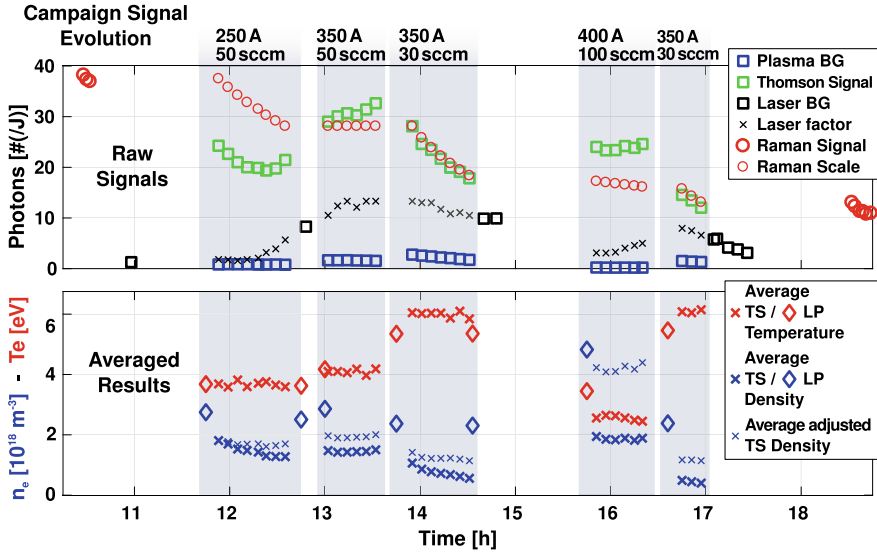 Campaign Signal
Evolution
250 A
50 sccm
350 A
50 sccm
350 A
30 sccm
400 A
100 sccm
350 A
30 sccm
Photons [#(/J)]
40
30
20
10
0
Raw
Signals
Plasma BG
Thomson Signal
Laser BG
Laser factor
Raman Signal
Raman Scale
nₑ [10¹⁸ m⁻³] - Te [eV]
6
4
2
0
Averaged
Results
Average
TS / LP
Temperature
Average
TS / LP
Density
Average adjusted
TS Density
11 12 13 14 15 16 17 18
Time [h]